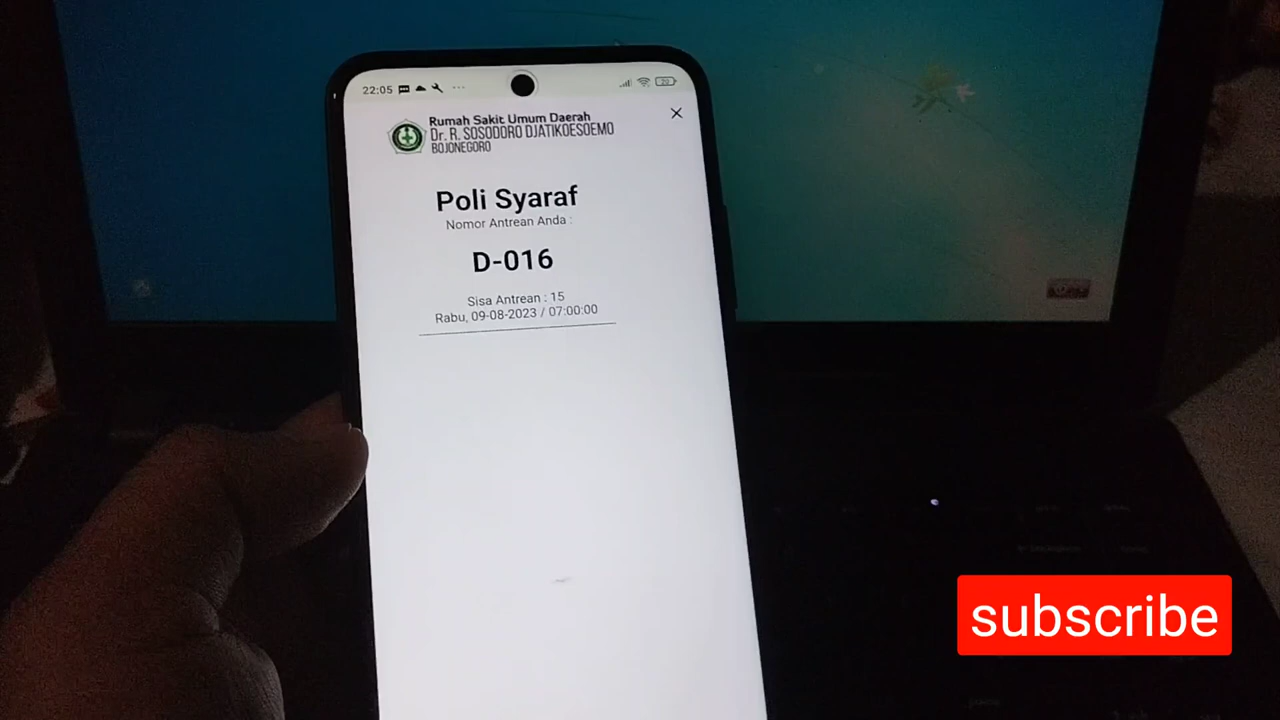 22:05
29
Rumah Sakit Umum Daerah
Dr. R. SOSODORO DJATIKOESOEMO
BOJONEGORO
Poli Syaraf
Nomor Antrean Anda :
D-016
Sisa Antrean : 15
Rabu, 09-08-2023 / 07:00:00
subscribe